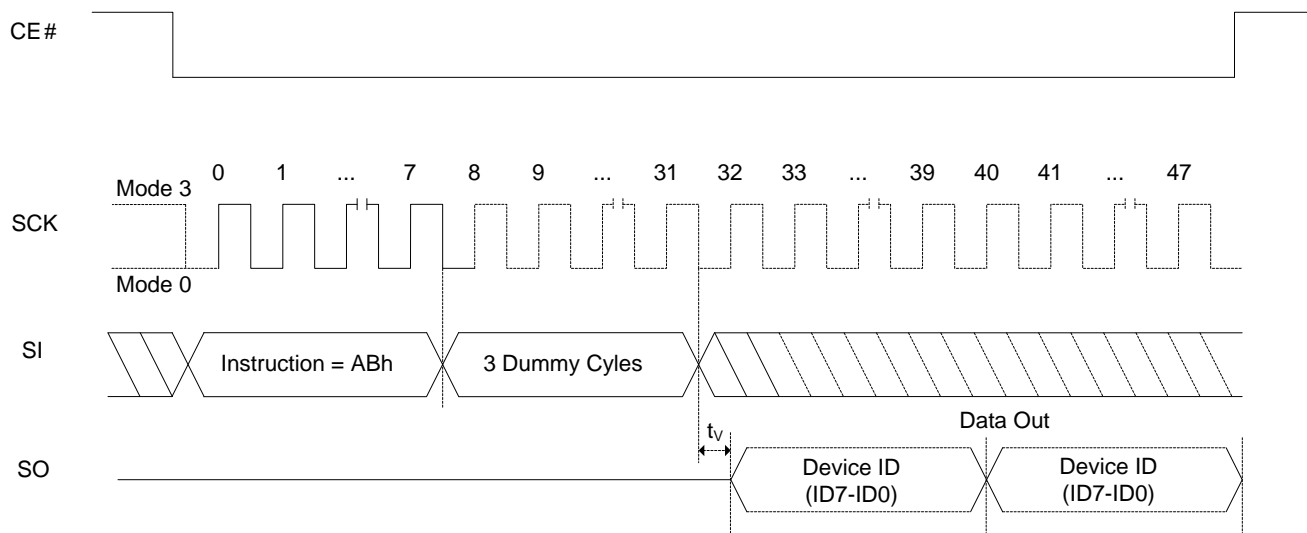 CE#
0 1 ... 7 8 9 ... 31 32 33 ... 39 40 41 ... 47
Mode 3
SCK
Mode 0
SI
Instruction = ABh
3 Dummy Cyles
Data Out
tV
SO
Device ID
(ID7-ID0)
Device ID
(ID7-ID0)